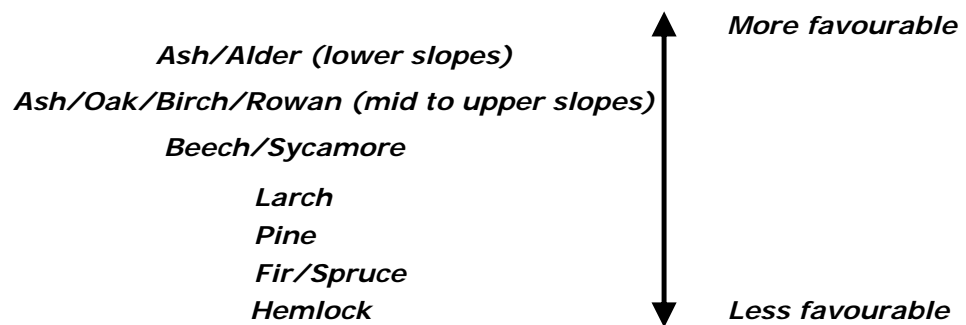 More favourable
Ash/Alder (lower slopes)
Ash/Oak/Birch/Rowan (mid to upper slopes)
Beech/Sycamore
Larch
Pine
Fir/Spruce
Hemlock
Less favourable